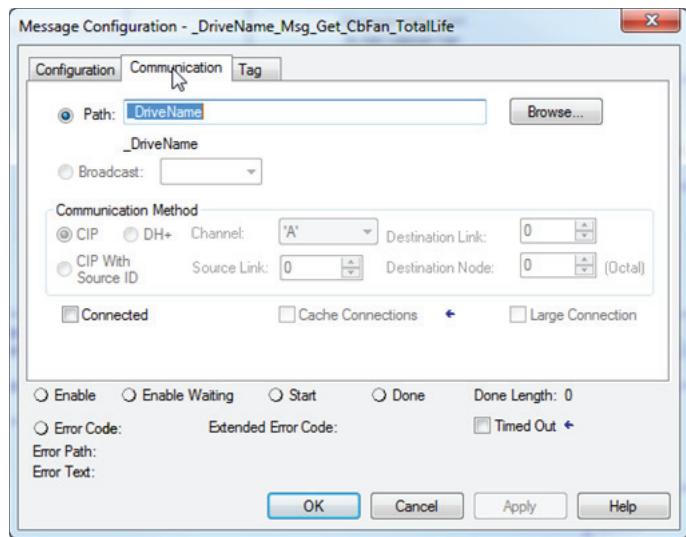 Message Configuration - _DriveName_Msg_Get_CbFan_TotalLife
x
Configuration Communication Tag
Path: _DriveName Browse...
_DriveName
Broadcast:
Communication Method
CIP DH+ Channel: 'A' Destination Link: 0
CIP With Source ID Source Link: 0 Destination Node: 0 (Octal)
Connected Cache Connections ← Large Connection
Enable Enable Waiting Start Done Done Length: 0
Error Code: Extended Error Code: Timed Out ←
Error Path:
Error Text:
OK Cancel Apply Help